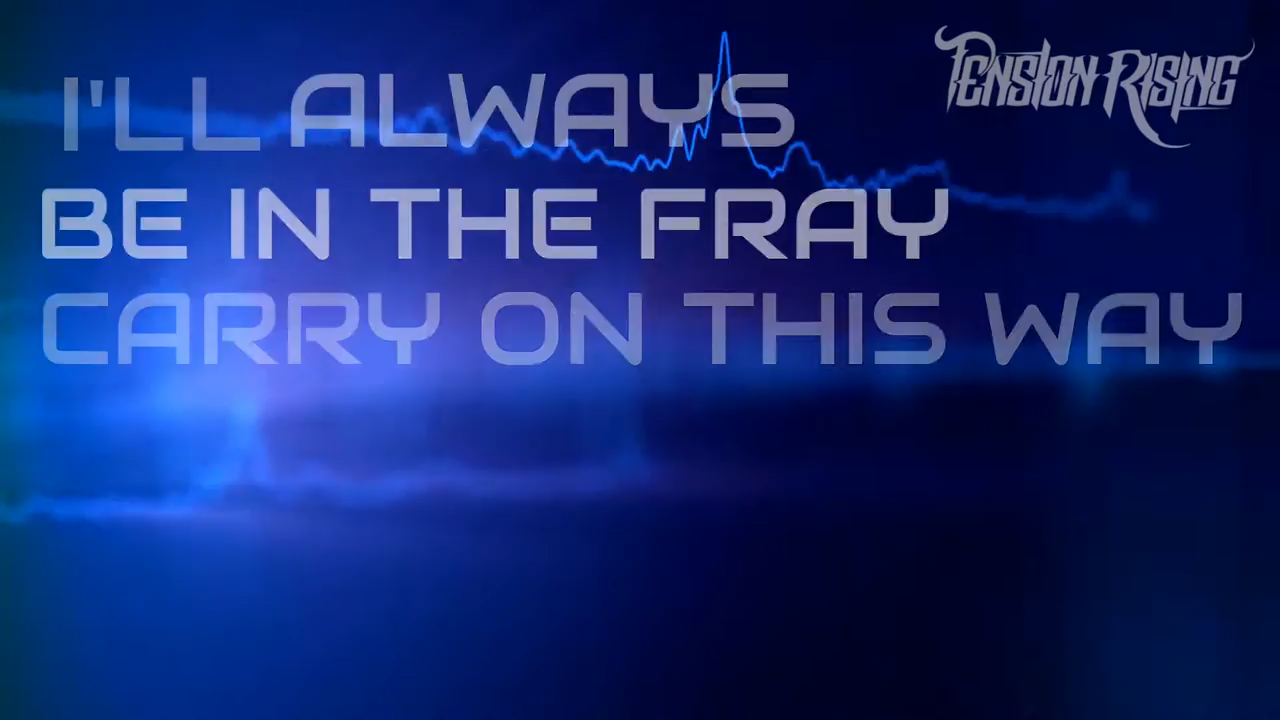 TENSION RISING
I'LL ALWAYS
BE IN THE FRAY
CARRY ON THIS WAY